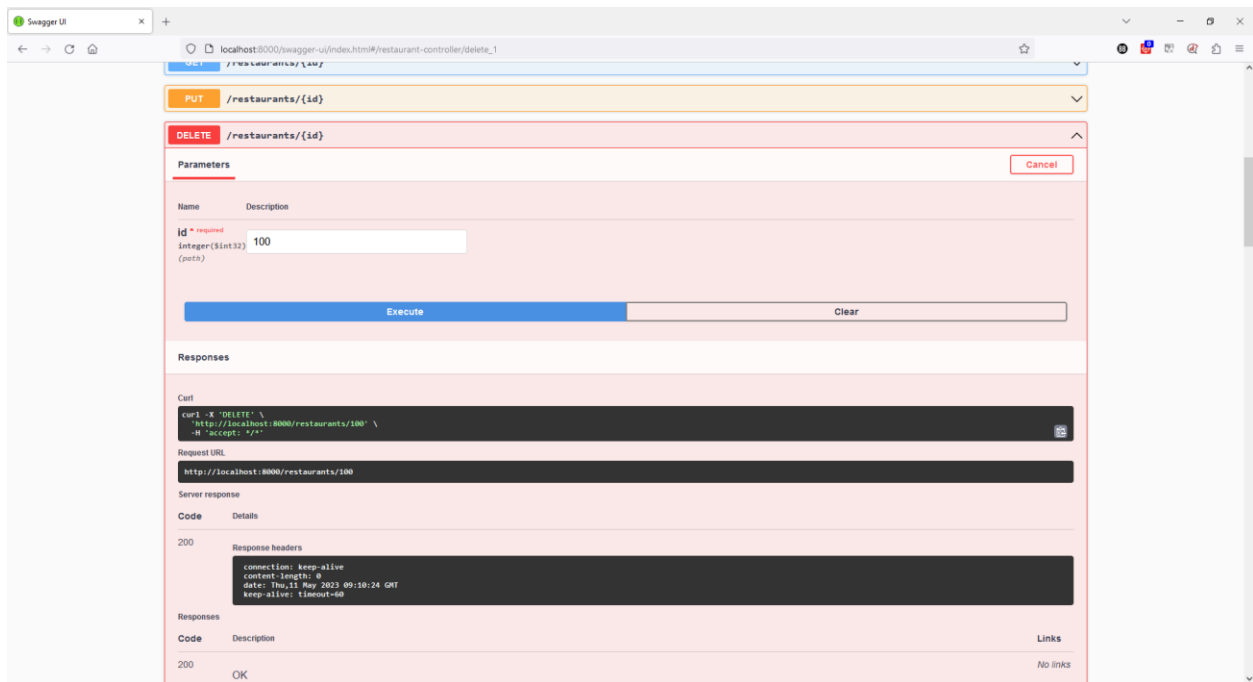 Swagger UI
localhost:8000/swagger-ui/index.html#/restaurant-controller/delete_1
GET /restaurants/{id}
PUT /restaurants/{id}
DELETE /restaurants/{id}
Parameters
Cancel
Name Description
id * required
integer($int32)
(path)
100
Execute Clear
Responses
Curl
curl -X 'DELETE' \
'http://localhost:8000/restaurants/100' \
-H 'accept: */*'
Request URL
http://localhost:8000/restaurants/100
Server response
Code Details
200
Response headers
connection: keep-alive
content-length: 0
date: Thu,11 May 2023 09:10:24 GMT
keep-alive: timeout=60
Responses
Code Description Links
200 OK No links